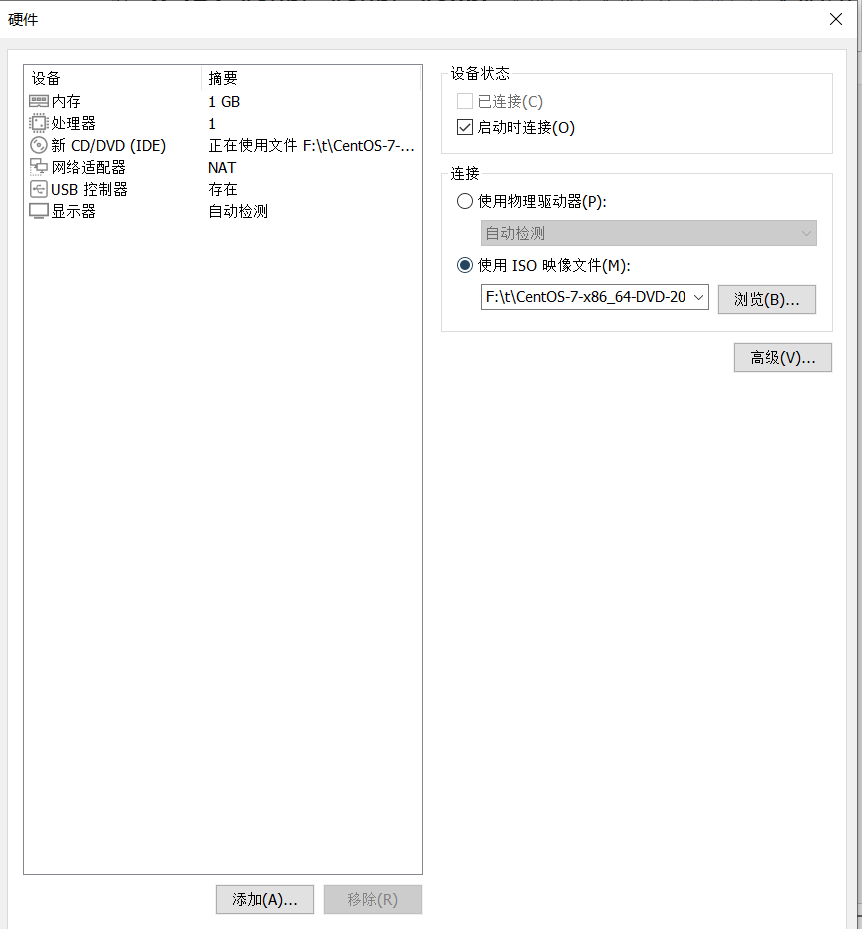 硬件
设备 摘要
内存 1 GB
处理器 1
新 CD/DVD (IDE) 正在使用文件 F:\t\CentOS-7-...
网络适配器 NAT
USB 控制器 存在
显示器 自动检测
添加(A)...
移除(R)
设备状态
已连接(C)
启动时连接(O)
连接
使用物理驱动器(P):
自动检测
使用 ISO 映像文件(M):
F:\t\CentOS-7-x86_64-DVD-20
浏览(B)...
高级(V)...